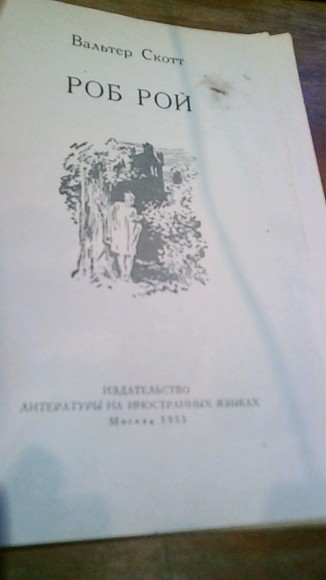 Вальтер Скотт
РОБ РОЙ
ИЗДАТЕЛЬСТВО
ЛИТЕРАТУРЫ НА ИНОСТРАННЫХ ЯЗЫКАХ
Москва 1955